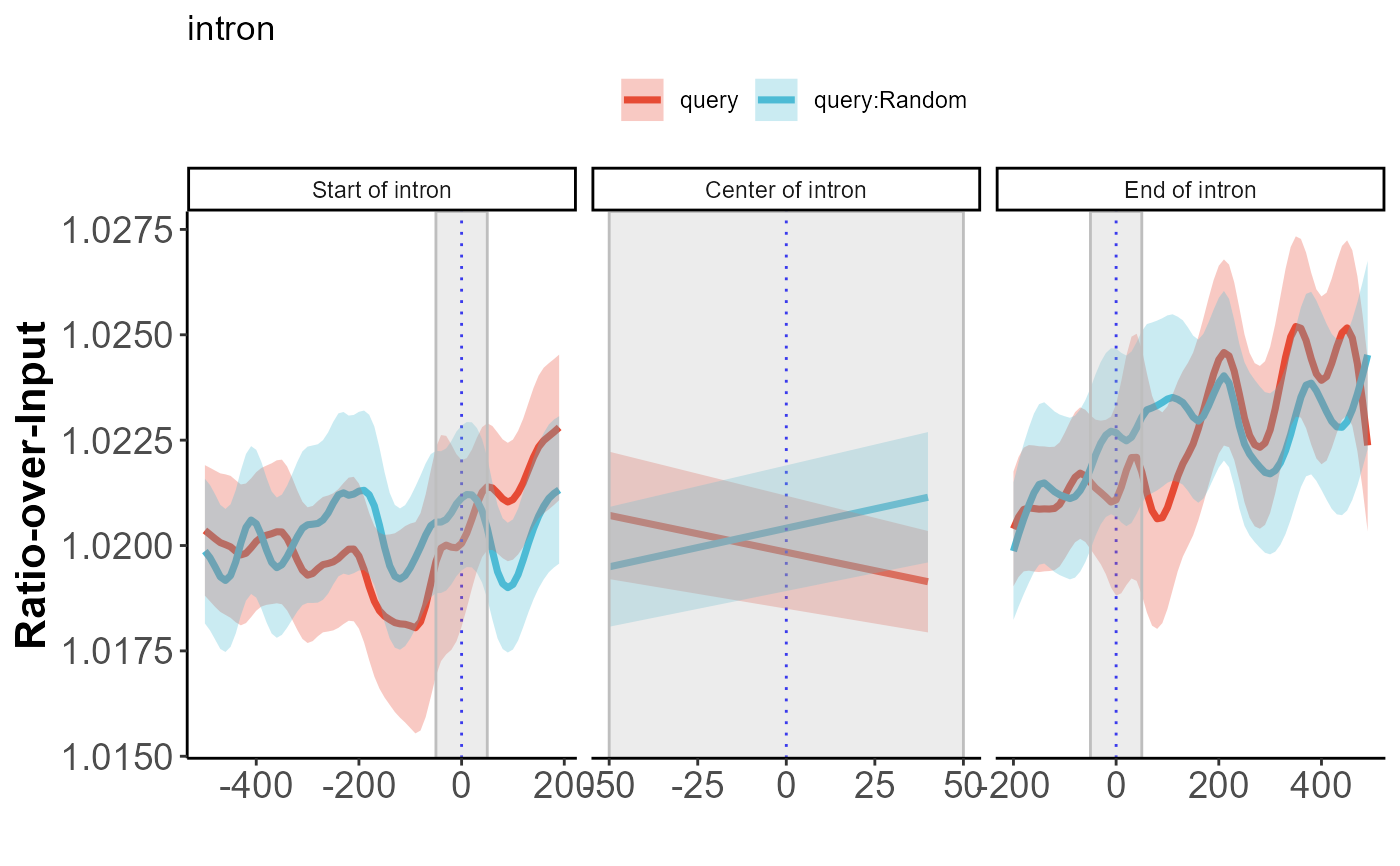 intron
query query:Random
Start of intron Center of intron End of intron
1.0275
1.0250
1.0225
1.0200
1.0175
1.0150
Ratio-over-Input
-400 -200 0 200 -50 -25 0 25 50 -200 0 200 400